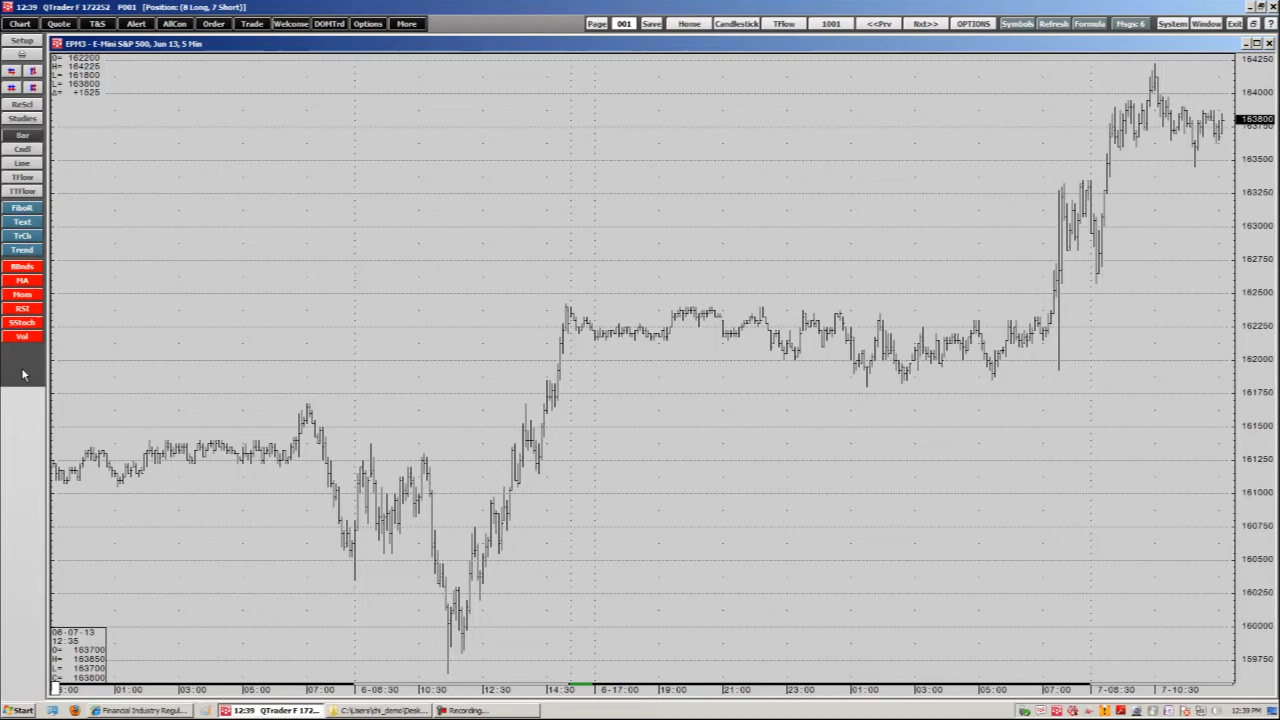 12:39 QTrader F 172252 P001 [Position: (8 Long, 7 Short)]
Chart Quote T&S Alert AllCon Order Trade Welcome DOMTrd Options More Page 001 Save Home Candlestick TFlow 1001 <<Prv Nxt>> OPTIONS Symbols Refresh Formula Msgs: 6 System Window Exit
Setup
EPM3 - E-Mini S&P 500, Jun 13, 5 Min
O= 162200
H= 164225
L= 161800
L= 163800
Δ= +1525
ReScl
Studies
Bar
Cndl
Line
TFlow
TTFlow
FiboR
Text
TrCh
Trend
BBnds
MA
Mom
RSI
SStoch
Vol
164250
164000
163800
163750
163500
163250
163000
162750
162500
162250
162000
161750
161500
161250
161000
160750
160500
160250
160000
159750
06-07-13
12:35
O= 163700
H= 163850
L= 163700
C= 163800
01:00 03:00 05:00 07:00 6-08:30 10:30 12:30 14:30 6-17:00 19:00 21:00 23:00 01:00 03:00 05:00 07:00 7-08:30 7-10:30
Start Financial Industry Regul... 12:39 QTrader F 172... C:\Users\thl_demo\Desk... Recording... 12:39 PM